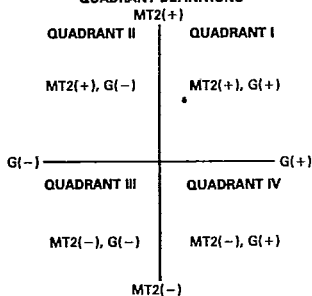 QUADRANT DEFINITIONS
MT2(+)
QUADRANT II QUADRANT I
MT2(+), G(−) MT2(+), G(+)
G(−) G(+)
QUADRANT III QUADRANT IV
MT2(−), G(−) MT2(−), G(+)
MT2(−)